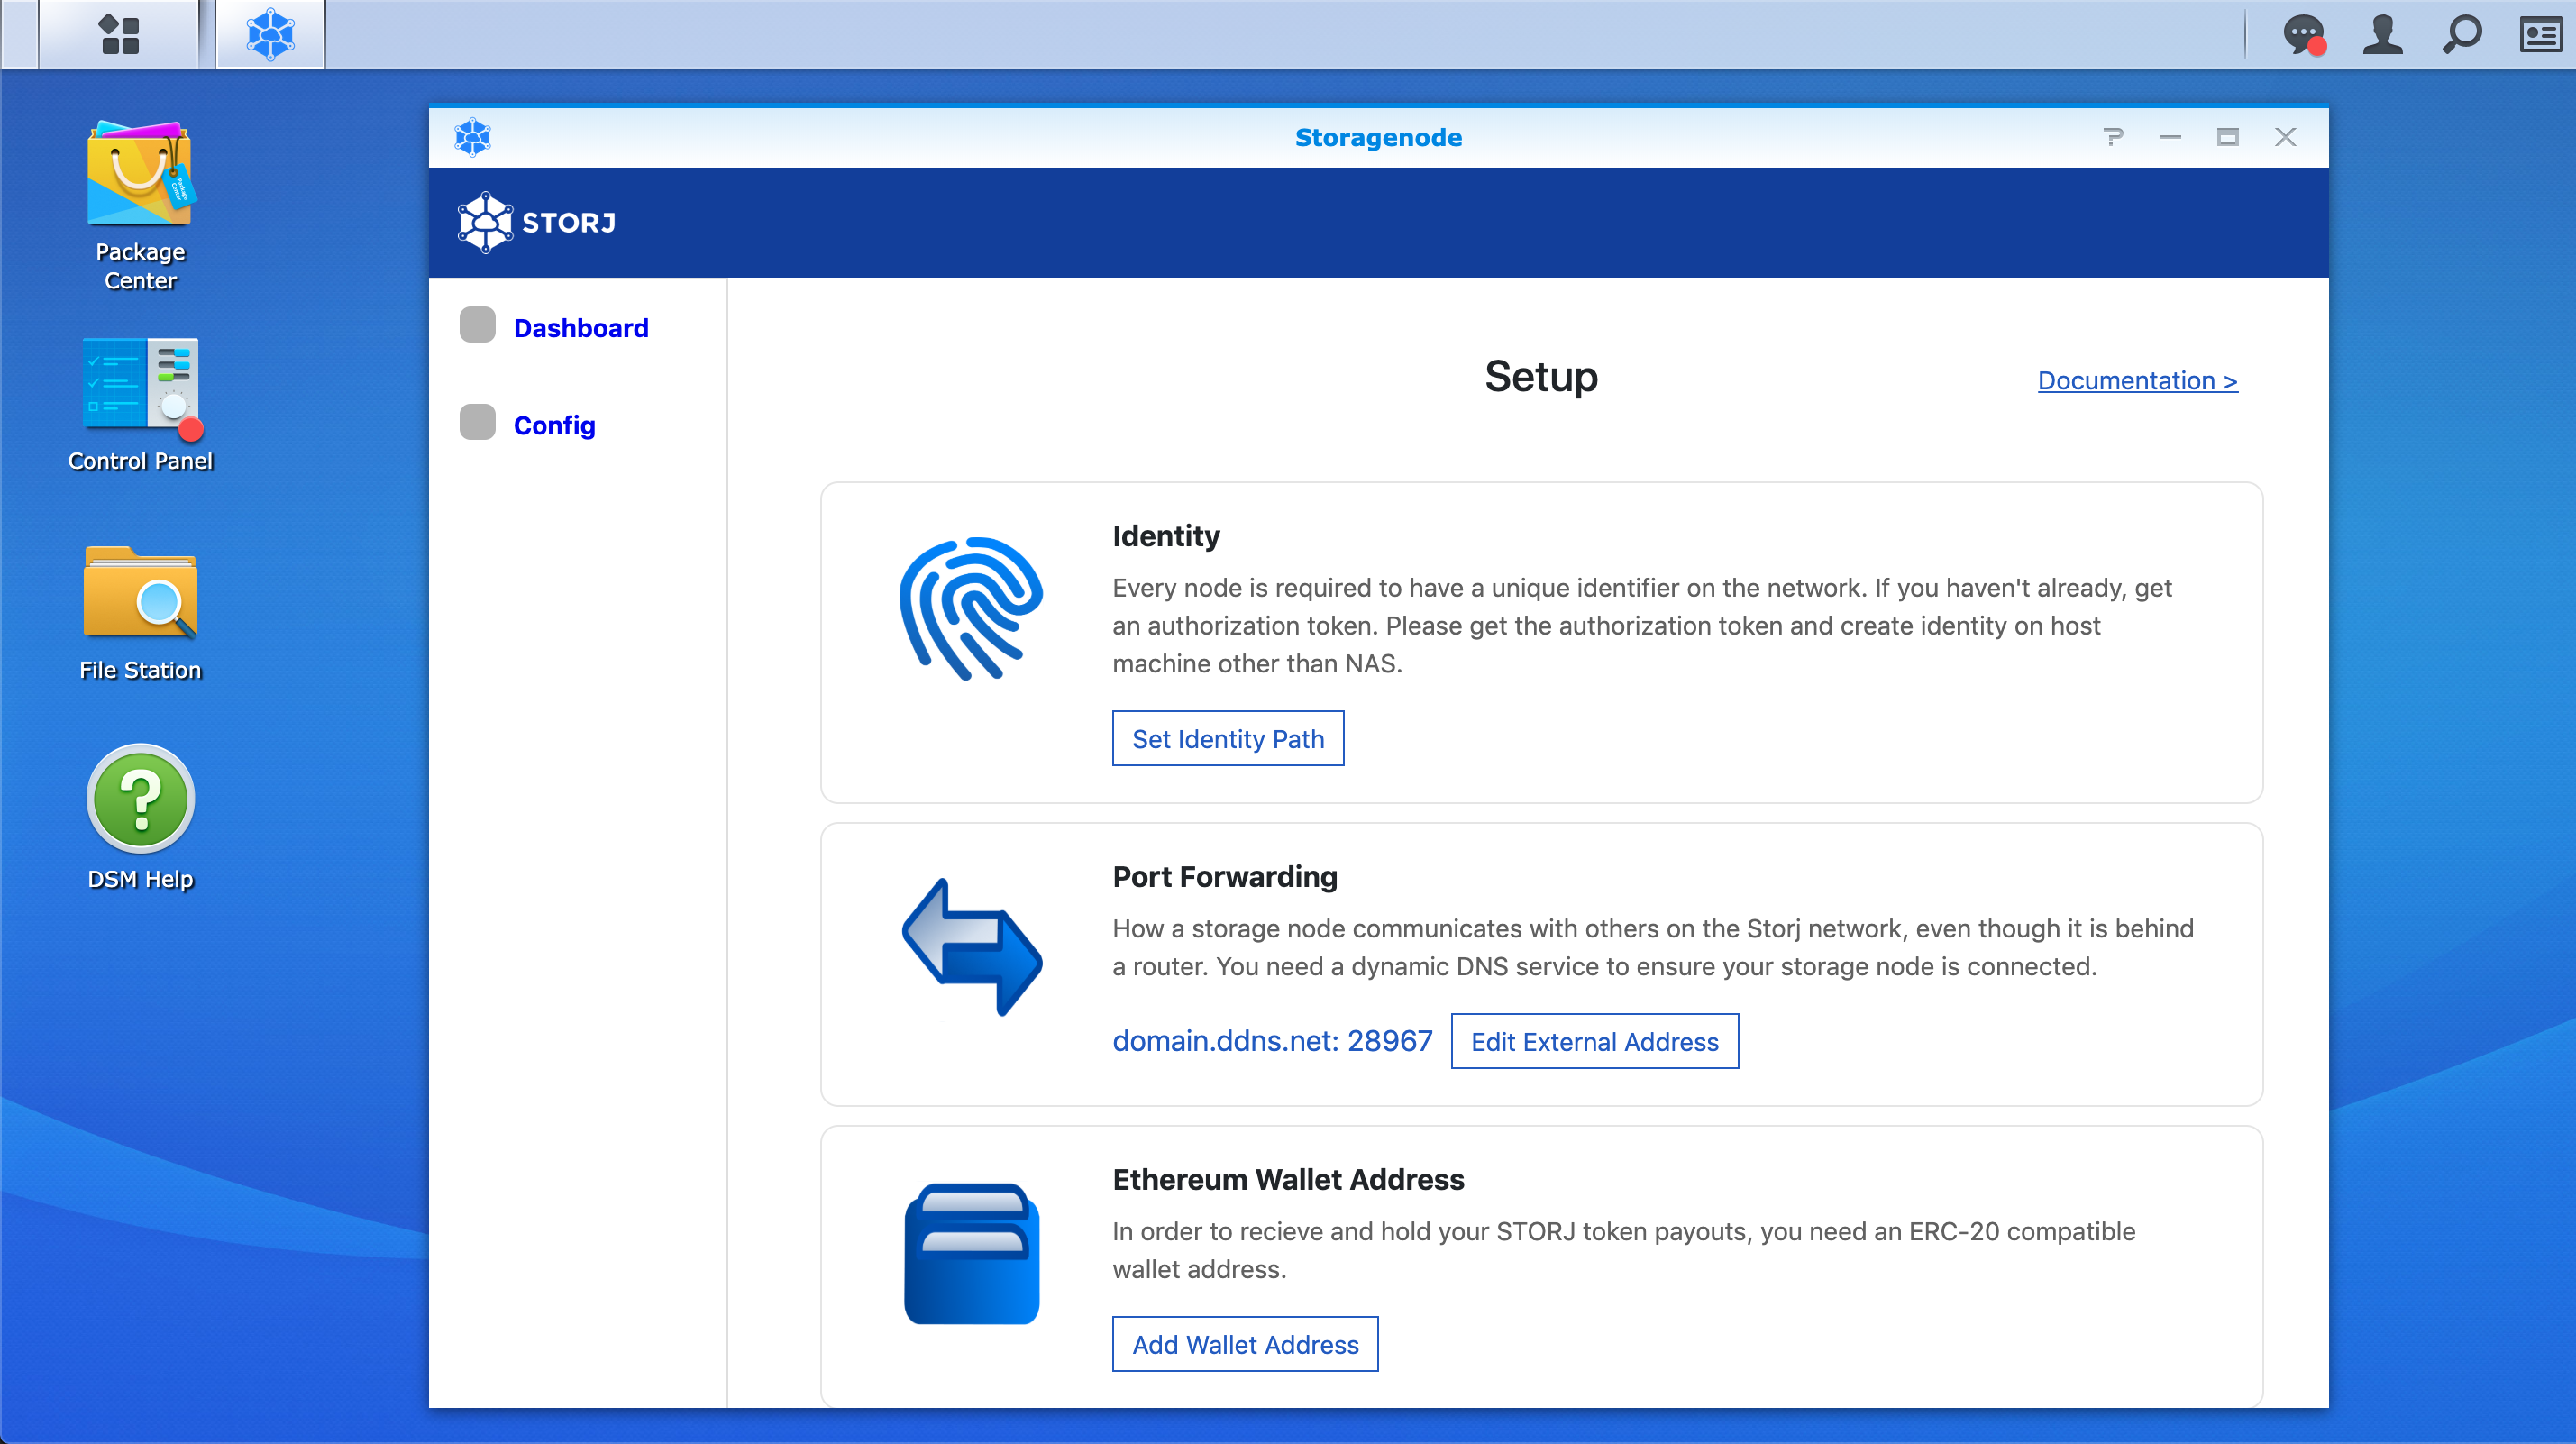 Package
Center
Control Panel
File Station
DSM Help
Storagenode
STORJ
Dashboard
Config
Setup
Documentation >
Identity
Every node is required to have a unique identifier on the network. If you haven't already, get
an authorization token. Please get the authorization token and create identity on host
machine other than NAS.
Set Identity Path
Port Forwarding
How a storage node communicates with others on the Storj network, even though it is behind
a router. You need a dynamic DNS service to ensure your storage node is connected.
domain.ddns.net: 28967
Edit External Address
Ethereum Wallet Address
In order to recieve and hold your STORJ token payouts, you need an ERC-20 compatible
wallet address.
Add Wallet Address